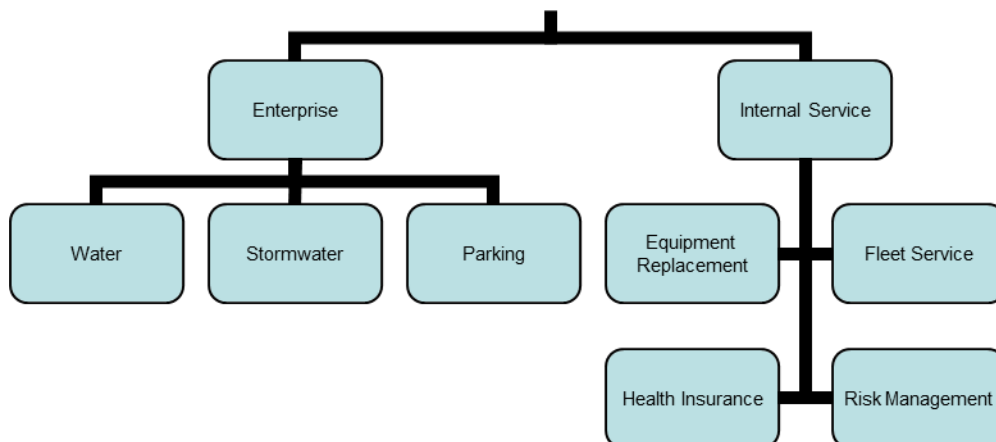 Enterprise
Internal Service
Water
Stormwater
Parking
Equipment
Replacement
Fleet Service
Health Insurance
Risk Management